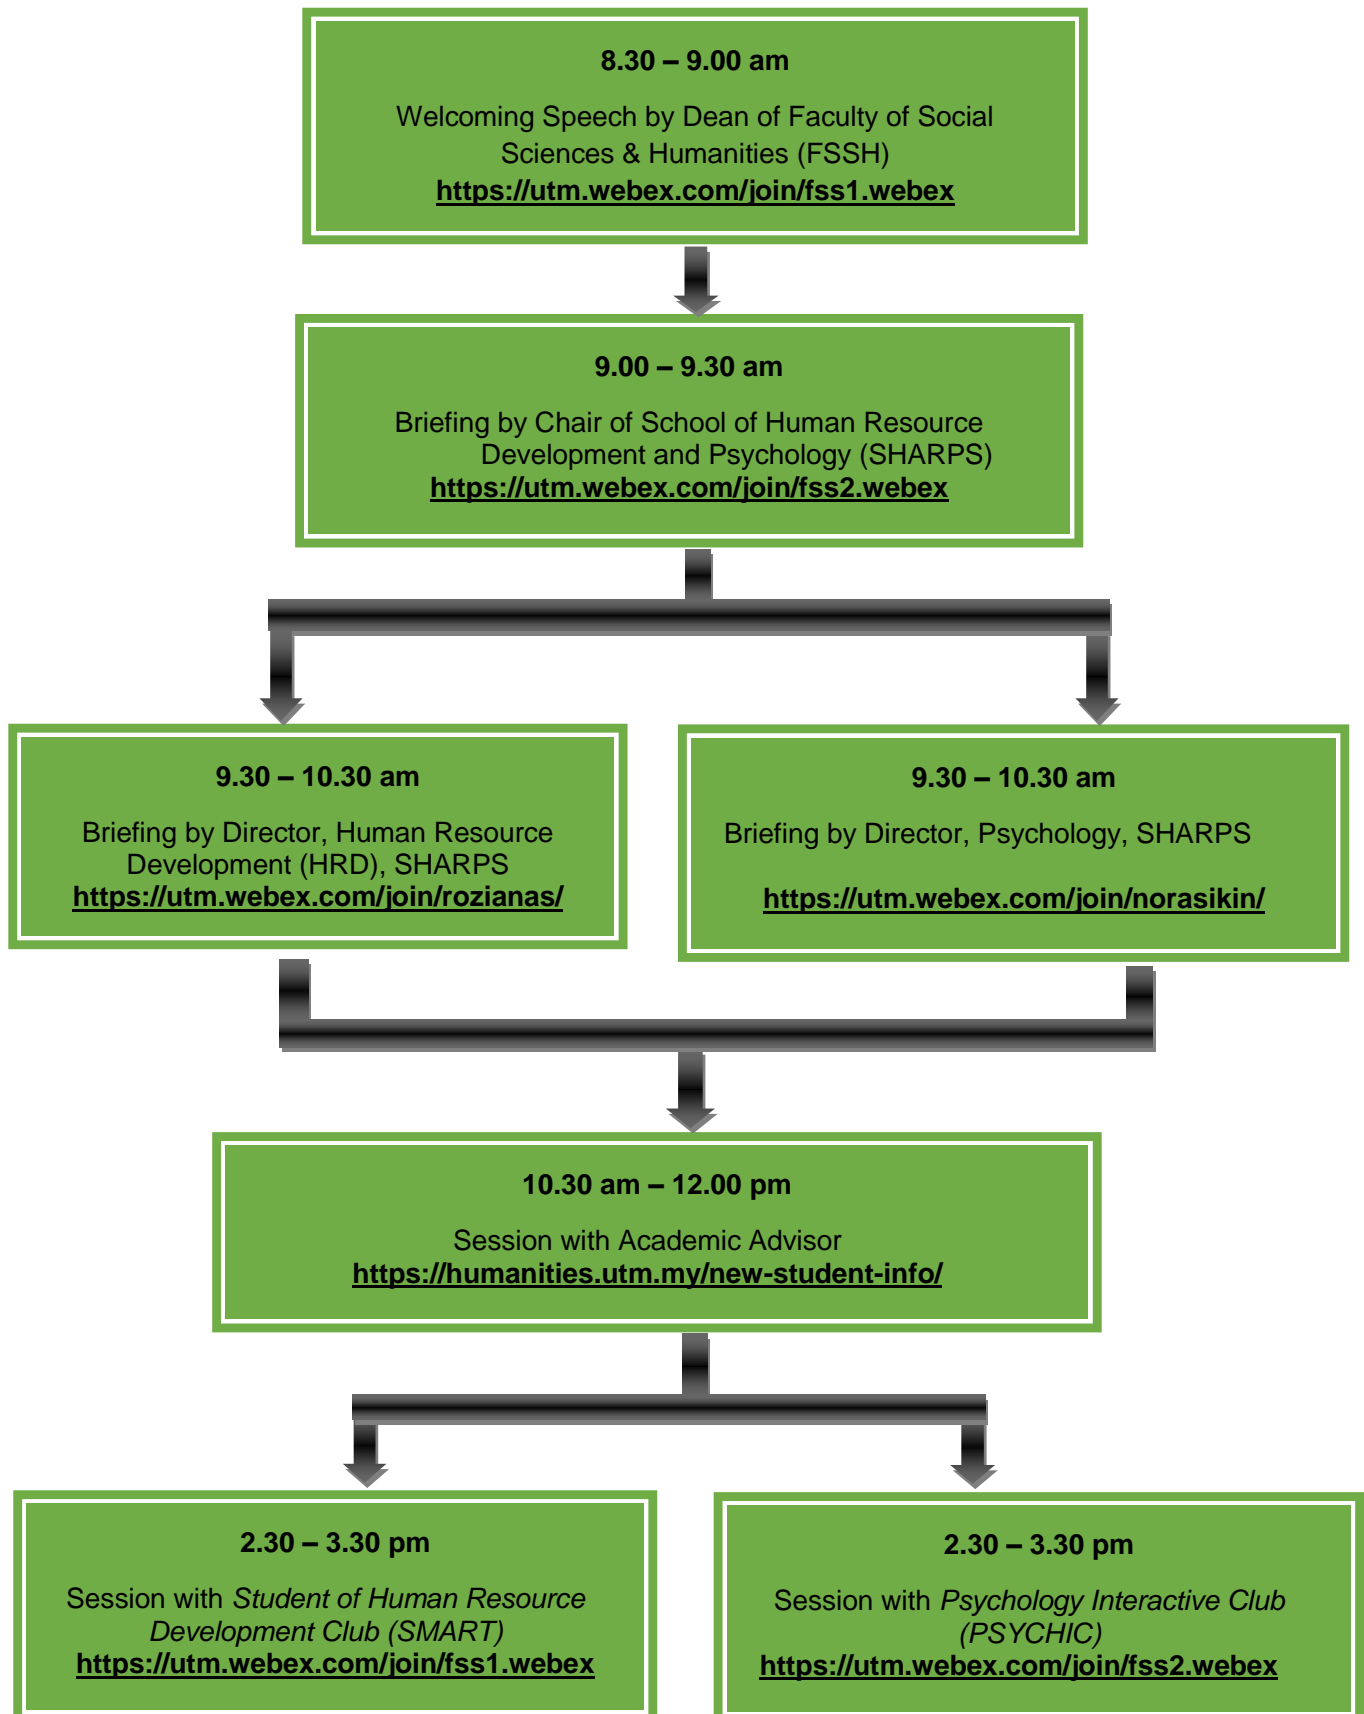 8.30 – 9.00 am
Welcoming Speech by Dean of Faculty of Social
Sciences & Humanities (FSSH)
https://utm.webex.com/join/fss1.webex
9.00 – 9.30 am
Briefing by Chair of School of Human Resource
Development and Psychology (SHARPS)
https://utm.webex.com/join/fss2.webex
9.30 – 10.30 am
Briefing by Director, Human Resource
Development (HRD), SHARPS
https://utm.webex.com/join/rozianas/
9.30 – 10.30 am
Briefing by Director, Psychology, SHARPS
https://utm.webex.com/join/norasikin/
10.30 am – 12.00 pm
Session with Academic Advisor
https://humanities.utm.my/new-student-info/
2.30 – 3.30 pm
Session with Student of Human Resource
Development Club (SMART)
https://utm.webex.com/join/fss1.webex
2.30 – 3.30 pm
Session with Psychology Interactive Club
(PSYCHIC)
https://utm.webex.com/join/fss2.webex